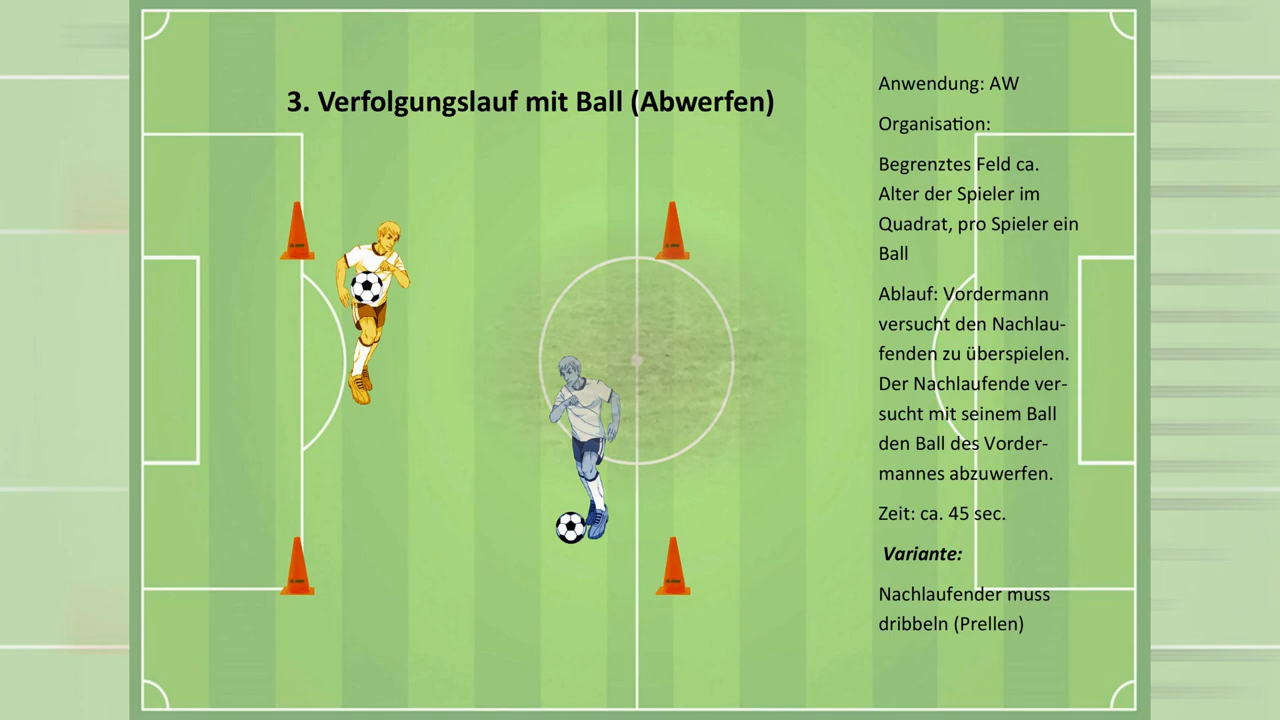 3. Verfolgungslauf mit Ball (Abwerfen)
Anwendung: AW
Organisation:
Begrenztes Feld ca.
Alter der Spieler im
Quadrat, pro Spieler ein
Ball
Ablauf: Vordermann
versucht den Nachlau-
fenden zu überspielen.
Der Nachlaufende ver-
sucht mit seinem Ball
den Ball des Vorder-
mannes abzuwerfen.
Zeit: ca. 45 sec.
Variante:
Nachlaufender muss
dribbeln (Prellen)